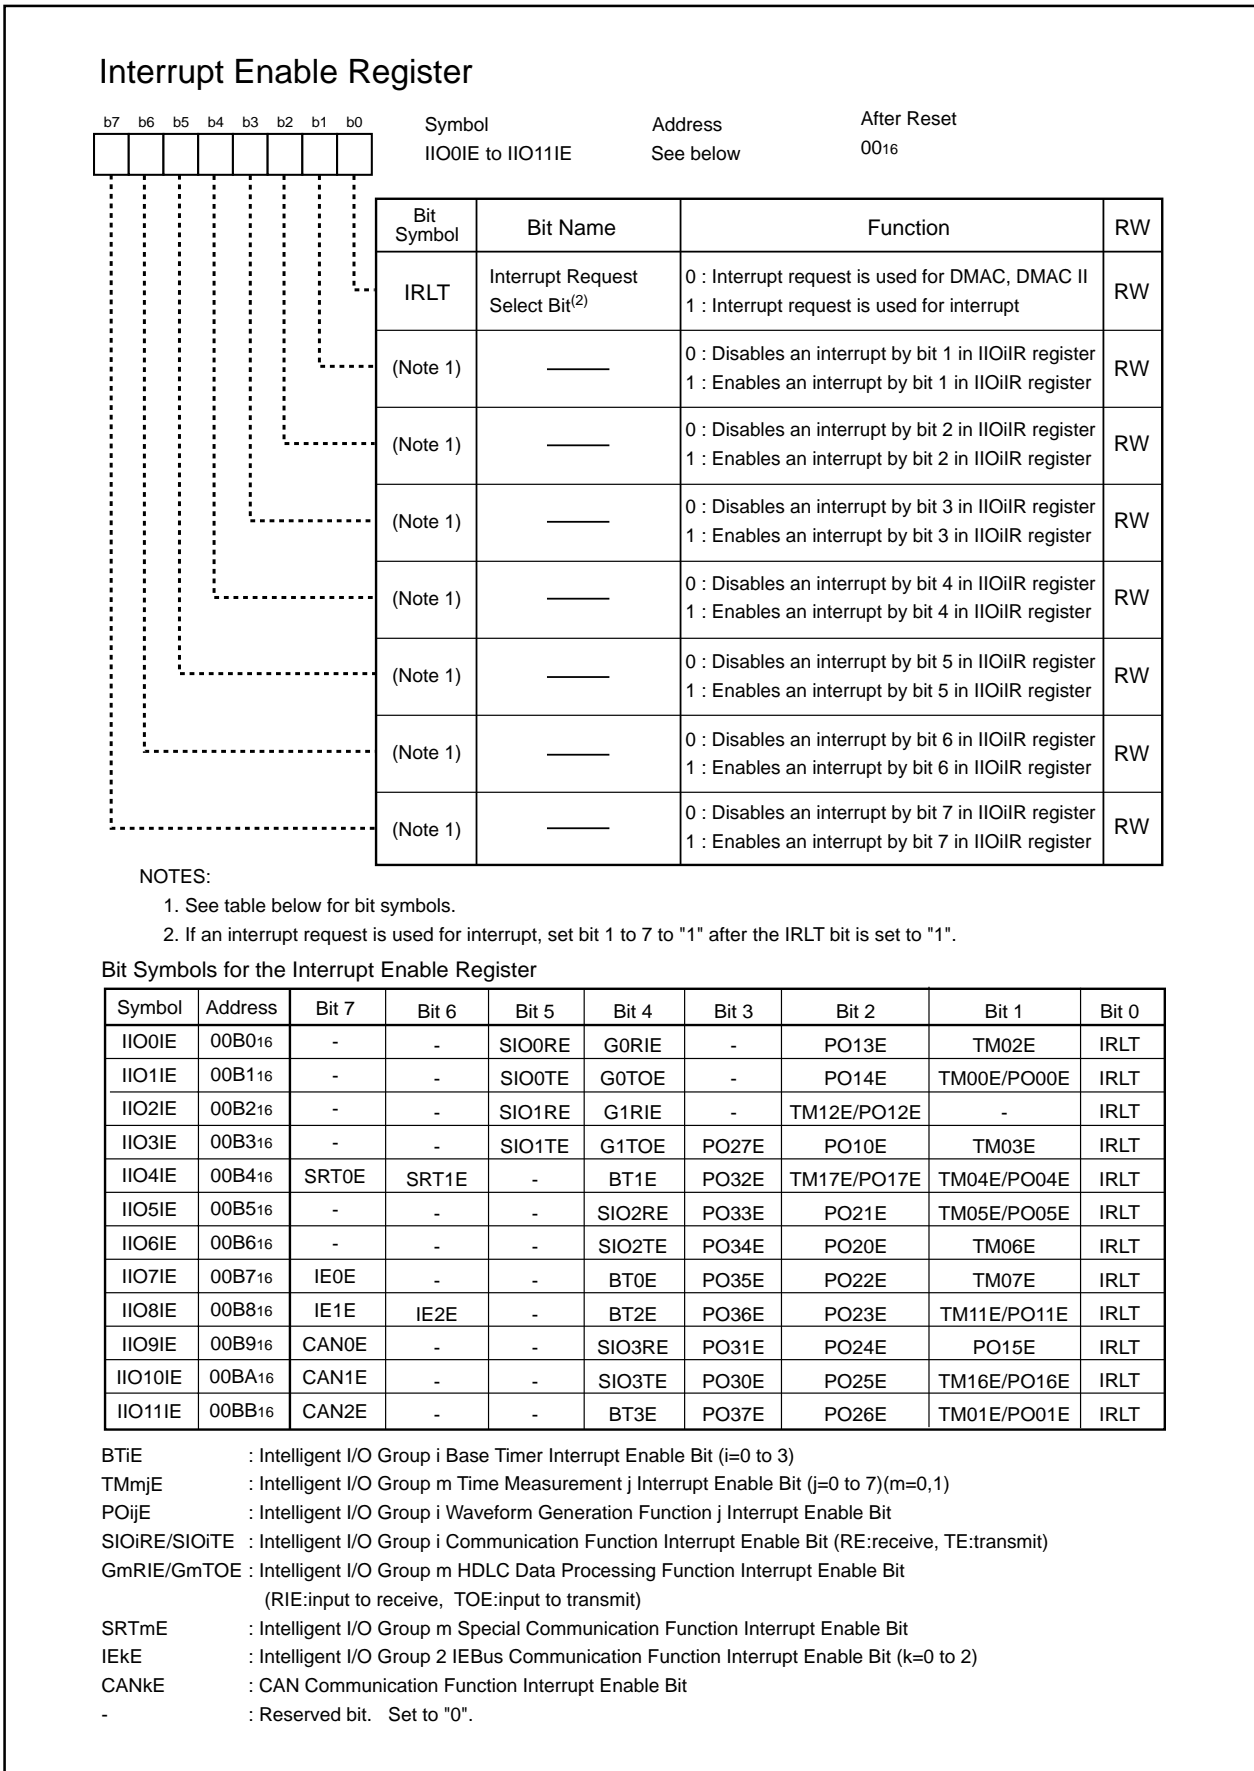 Interrupt Enable Register
b7 b6 b5 b4 b3 b2 b1 b0
Symbol Address After Reset
IIO0IE to IIO11IE See below 0016
Bit Symbol Bit Name Function RW
IRLT Interrupt Request Select Bit(2) 0 : Interrupt request is used for DMAC, DMAC II RW
1 : Interrupt request is used for interrupt
(Note 1) 0 : Disables an interrupt by bit 1 in IIOiIR register RW
1 : Enables an interrupt by bit 1 in IIOiIR register
(Note 1) 0 : Disables an interrupt by bit 2 in IIOiIR register RW
1 : Enables an interrupt by bit 2 in IIOiIR register
(Note 1) 0 : Disables an interrupt by bit 3 in IIOiIR register RW
1 : Enables an interrupt by bit 3 in IIOiIR register
(Note 1) 0 : Disables an interrupt by bit 4 in IIOiIR register RW
1 : Enables an interrupt by bit 4 in IIOiIR register
(Note 1) 0 : Disables an interrupt by bit 5 in IIOiIR register RW
1 : Enables an interrupt by bit 5 in IIOiIR register
(Note 1) 0 : Disables an interrupt by bit 6 in IIOiIR register RW
1 : Enables an interrupt by bit 6 in IIOiIR register
(Note 1) 0 : Disables an interrupt by bit 7 in IIOiIR register RW
1 : Enables an interrupt by bit 7 in IIOiIR register
NOTES:
1. See table below for bit symbols.
2. If an interrupt request is used for interrupt, set bit 1 to 7 to "1" after the IRLT bit is set to "1".
Bit Symbols for the Interrupt Enable Register
Symbol Address Bit 7 Bit 6 Bit 5 Bit 4 Bit 3 Bit 2 Bit 1 Bit 0
IIO0IE 00B016 - - SIO0RE G0RIE - PO13E TM02E IRLT
IIO1IE 00B116 - - SIO0TE G0TOE - PO14E TM00E/PO00E IRLT
IIO2IE 00B216 - - SIO1RE G1RIE - TM12E/PO12E - IRLT
IIO3IE 00B316 - - SIO1TE G1TOE PO27E PO10E TM03E IRLT
IIO4IE 00B416 SRT0E SRT1E - BT1E PO32E TM17E/PO17E TM04E/PO04E IRLT
IIO5IE 00B516 - - - SIO2RE PO33E PO21E TM05E/PO05E IRLT
IIO6IE 00B616 - - - SIO2TE PO34E PO20E TM06E IRLT
IIO7IE 00B716 IE0E - - BT0E PO35E PO22E TM07E IRLT
IIO8IE 00B816 IE1E IE2E - BT2E PO36E PO23E TM11E/PO11E IRLT
IIO9IE 00B916 CAN0E - - SIO3RE PO31E PO24E PO15E IRLT
IIO10IE 00BA16 CAN1E - - SIO3TE PO30E PO25E TM16E/PO16E IRLT
IIO11IE 00BB16 CAN2E - - BT3E PO37E PO26E TM01E/PO01E IRLT
BTiE : Intelligent I/O Group i Base Timer Interrupt Enable Bit (i=0 to 3)
TMmjE : Intelligent I/O Group m Time Measurement j Interrupt Enable Bit (j=0 to 7)(m=0,1)
POijE : Intelligent I/O Group i Waveform Generation Function j Interrupt Enable Bit
SIOiRE/SIOiTE : Intelligent I/O Group i Communication Function Interrupt Enable Bit (RE:receive, TE:transmit)
GmRIE/GmTOE : Intelligent I/O Group m HDLC Data Processing Function Interrupt Enable Bit
(RIE:input to receive, TOE:input to transmit)
SRTmE : Intelligent I/O Group m Special Communication Function Interrupt Enable Bit
IEkE : Intelligent I/O Group 2 IEBus Communication Function Interrupt Enable Bit (k=0 to 2)
CANkE : CAN Communication Function Interrupt Enable Bit
- : Reserved bit. Set to "0".